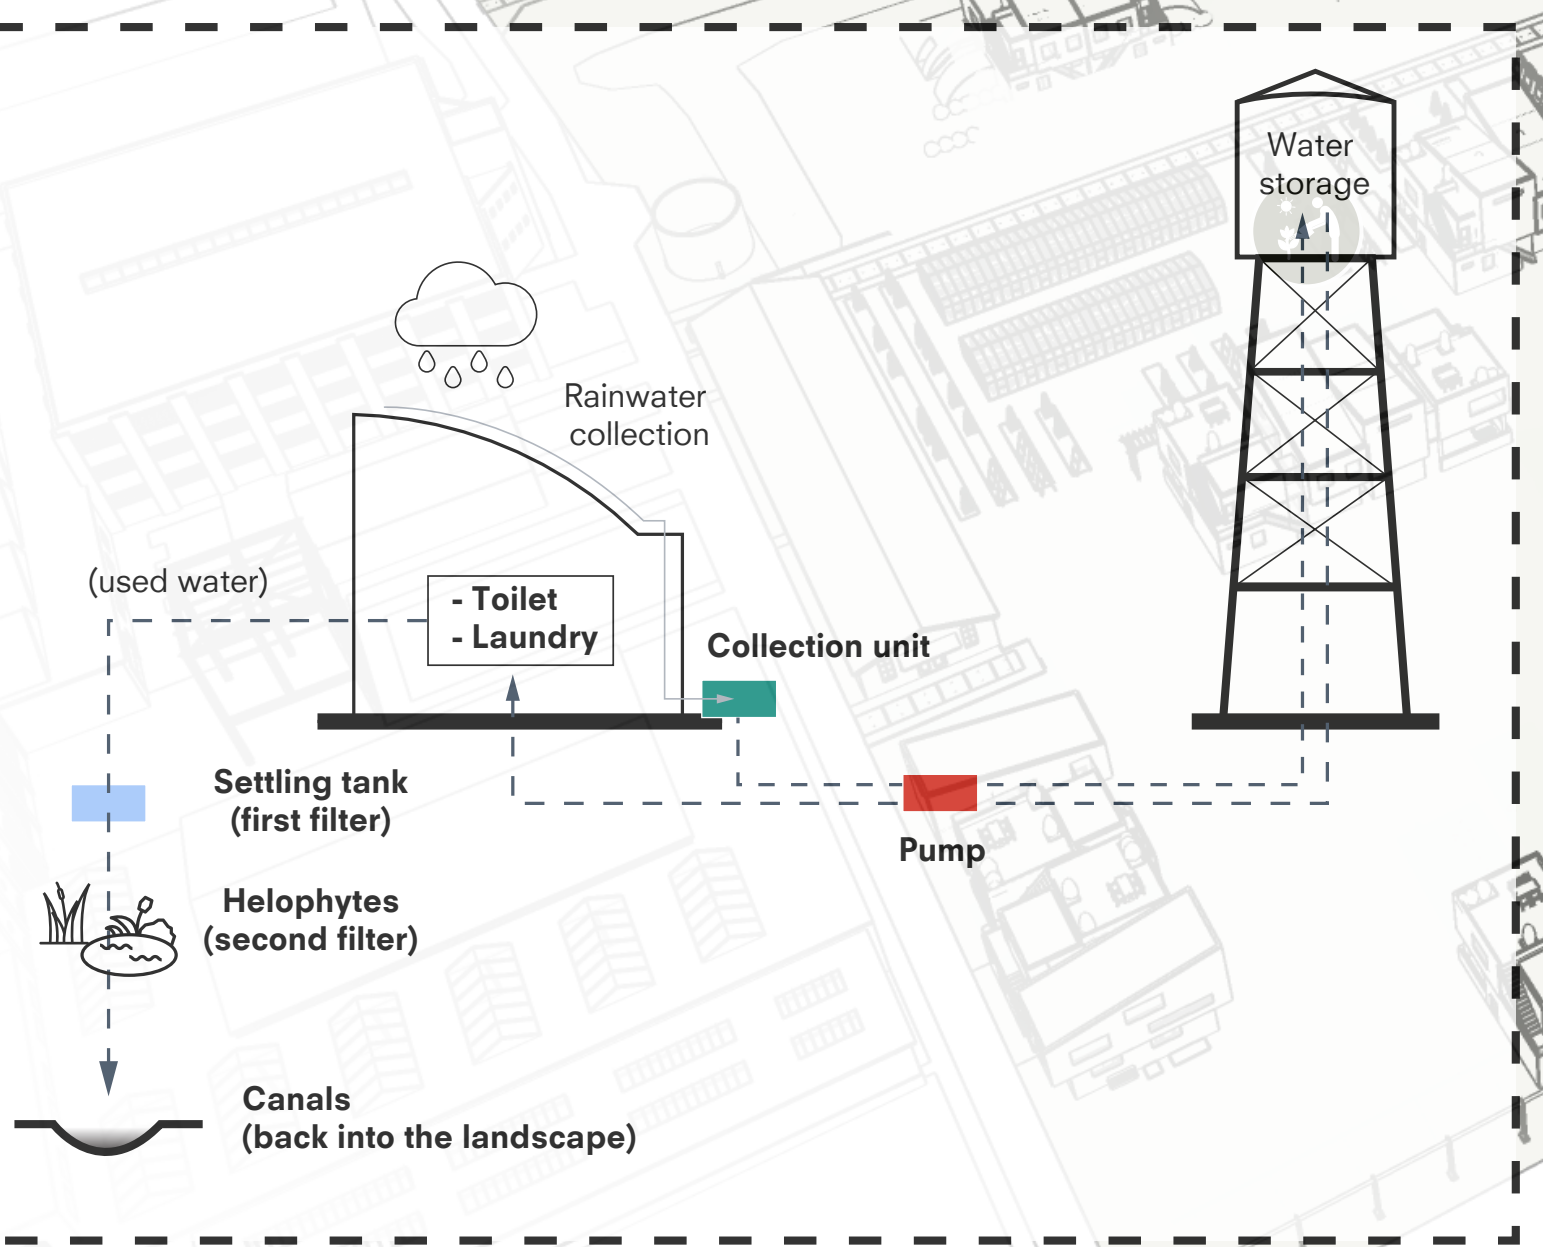 Water
storage
Rainwater
collection
(used water)
- Toilet
- Laundry
Collection unit
Settling tank
(first filter)
Pump
Helophytes
(second filter)
Canals
(back into the landscape)